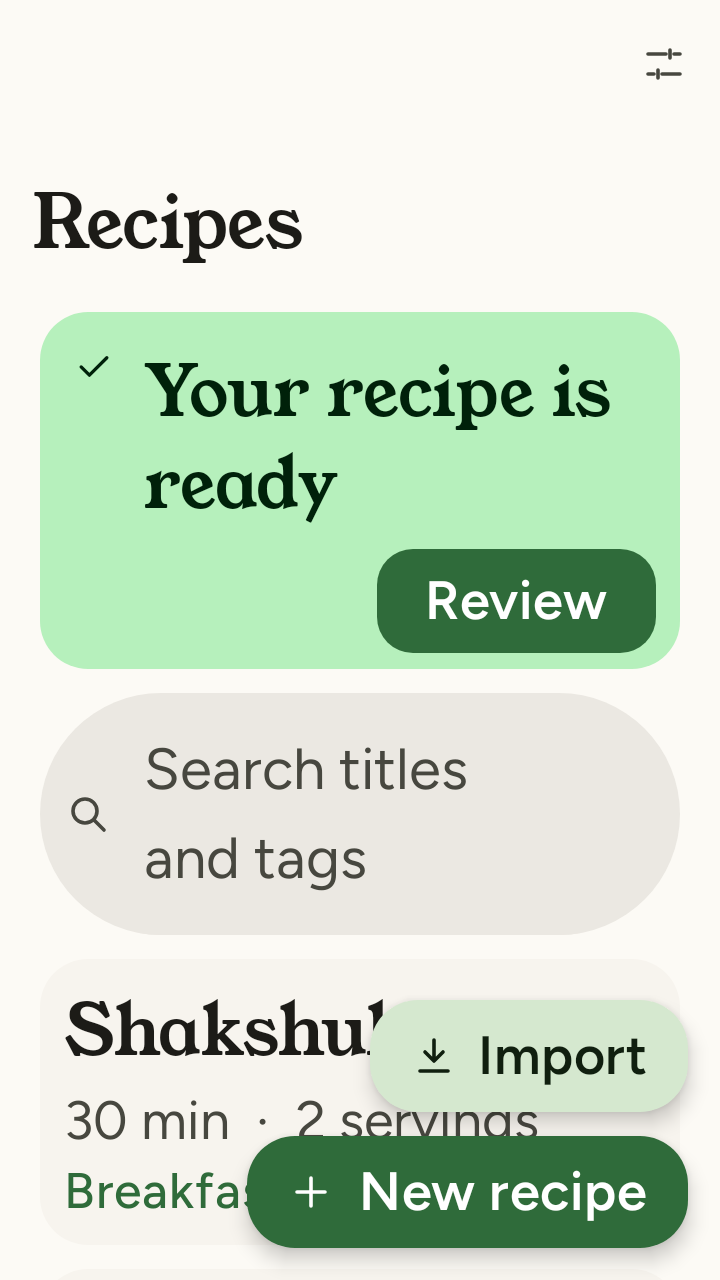 Recipes
Your recipe is
ready
Review
Search titles
and tags
Import
30 min · 2 servings
New recipe